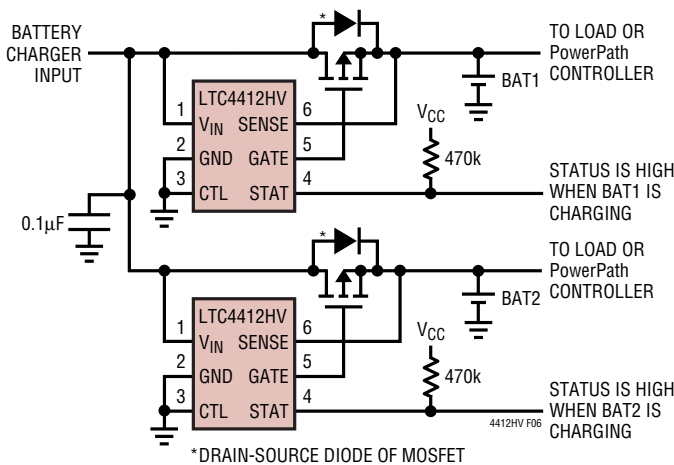 BATTERY
CHARGER
INPUT
*
TO LOAD OR
PowerPath
CONTROLLER
BAT1
LTC4412HV
1
VIN
SENSE
6
2
GND
GATE
5
3
CTL
STAT
4
VCC
470k
STATUS IS HIGH
WHEN BAT1 IS
CHARGING
0.1µF
*
TO LOAD OR
PowerPath
CONTROLLER
BAT2
LTC4412HV
1
VIN
SENSE
6
2
GND
GATE
5
3
CTL
STAT
4
VCC
470k
STATUS IS HIGH
WHEN BAT2 IS
CHARGING
4412HV F06
*DRAIN-SOURCE DIODE OF MOSFET